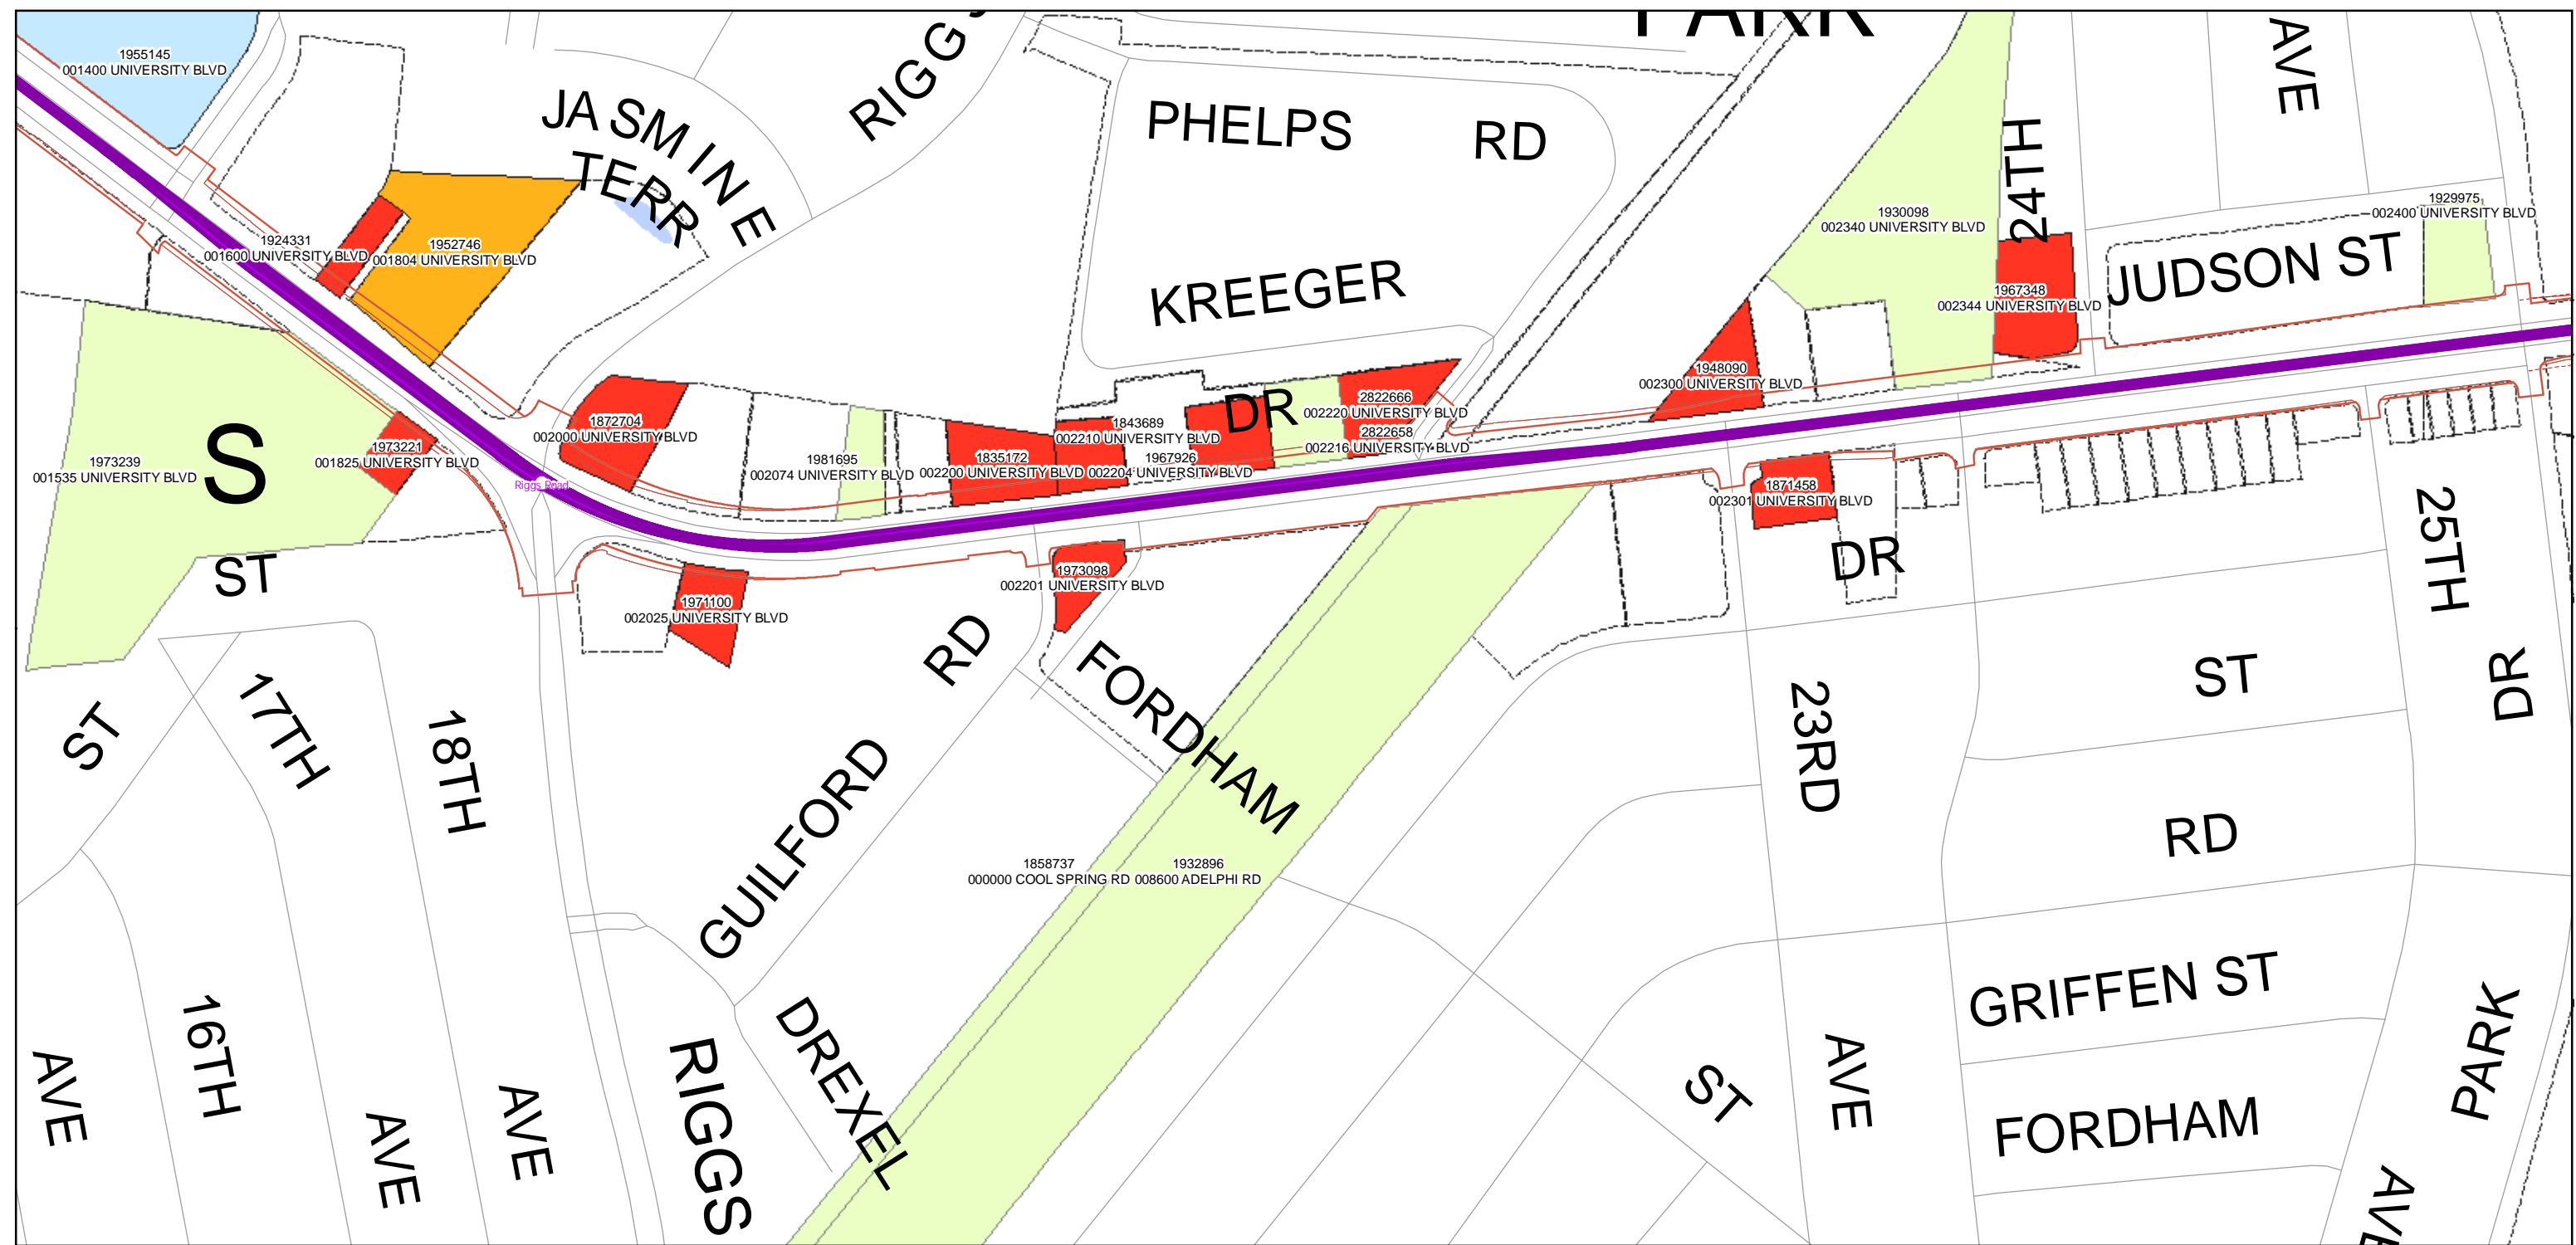 PARK
1955145
001400 UNIVERSITY BLVD
JASMINE
TERR
RIGGS
PHELPS RD
24TH
AVE
1924331
001600 UNIVERSITY BLVD
1952746
001804 UNIVERSITY BLVD
KREEGER
DR
1930098
002340 UNIVERSITY BLVD
1929975
002400 UNIVERSITY BLVD
1967348
002344 UNIVERSITY BLVD
JUDSON ST
1948090
002300 UNIVERSITY BLVD
1973239
001535 UNIVERSITY BLVD
S
ST
1973221
001825 UNIVERSITY BLVD
1872704
002000 UNIVERSITY BLVD
Riggs Road
1981695
002074 UNIVERSITY BLVD
1835172
002200 UNIVERSITY BLVD
1843689
002210 UNIVERSITY BLVD
1967926
002204 UNIVERSITY BLVD
2822666
002220 UNIVERSITY BLVD
2822658
002216 UNIVERSITY BLVD
1871458
002301 UNIVERSITY BLVD
DR
1973098
002201 UNIVERSITY BLVD
1971100
002025 UNIVERSITY BLVD
25TH
DR
ST
17TH
18TH
GUILFORD RD
FORDHAM
23RD
ST
RD
1858737
000000 COOL SPRING RD
1932896
008600 ADELPHI RD
GRIFFEN ST
AVE
16TH
AVE
AVE
RIGGS
DREXEL
ST
AVE
FORDHAM
PARK
AVE